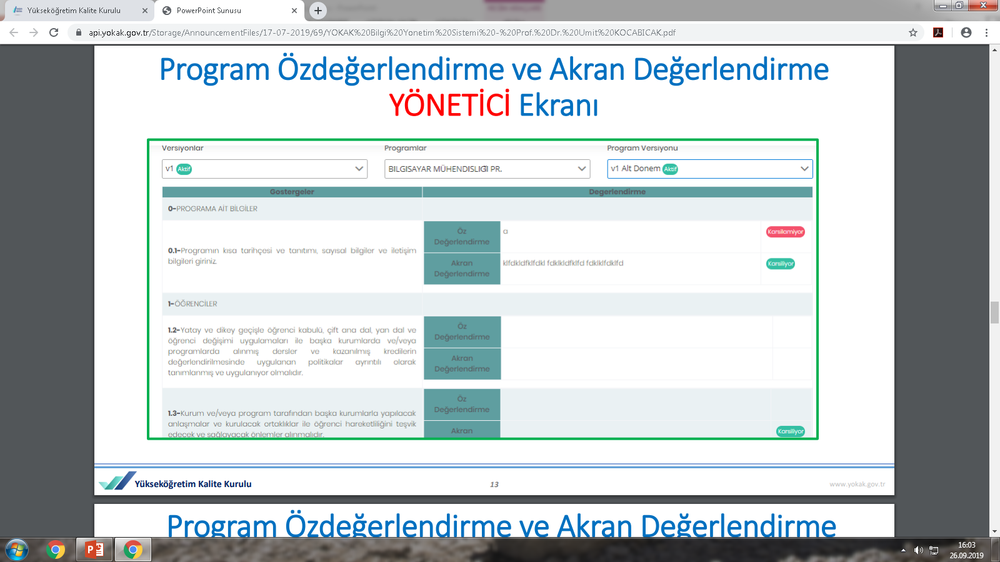 Yükseköğretim Kalite Kurulu
PowerPoint Sunusu
api.yokak.gov.tr/Storage/AnnouncementFiles/17-07-2019/69/YOKAK%20Bilgi%20Yonetim%20Sistemi%20-%20Prof.%20Dr.%20Umit%20KOCABICAK.pdf
Program Özdeğerlendirme ve Akran Değerlendirme
YÖNETİCİ Ekranı
Versiyonlar
Programlar
Program Versiyonu
v1 Aktif
BILGISAYAR MÜHENDISLIĞI PR.
v1 Alt Donem Aktif
Gostergeler
Degerlendirme
0-PROGRAMA AİT BİLGİLER
0.1-Programın kısa tarihçesi ve tanıtımı, sayısal bilgiler ve iletişim
bilgileri giriniz.
Öz
Değerlendirme
a
Karsilamiyor
Akran
Değerlendirme
klfdkldfklfdkl fdklkldfklfd fdklklfdklfd
Karsiliyor
1-ÖĞRENCİLER
1.2-Yatay ve dikey geçişle öğrenci kabulü, çift ana dal, yan dal ve
öğrenci değişimi uygulamaları ile başka kurumlarda ve/veya
programlarda alınmış dersler ve kazanılmış kredilerin
değerlendirilmesinde uygulanan politikalar ayrıntılı olarak
tanımlanmış ve uygulanıyor olmalıdır.
Öz
Değerlendirme
Akran
Değerlendirme
1.3-Kurum ve/veya program tarafından başka kurumlarla yapılacak
anlaşmalar ve kurulacak ortaklıklar ile öğrenci hareketliliğini teşvik
edecek ve sağlayacak önlemler alınmalıdır.
Öz
Değerlendirme
Akran
Karsiliyor
Yükseköğretim Kalite Kurulu
13
www.yokak.gov.tr
Program Özdeğerlendirme ve Akran Değerlendirme
16:03
26.09.2019